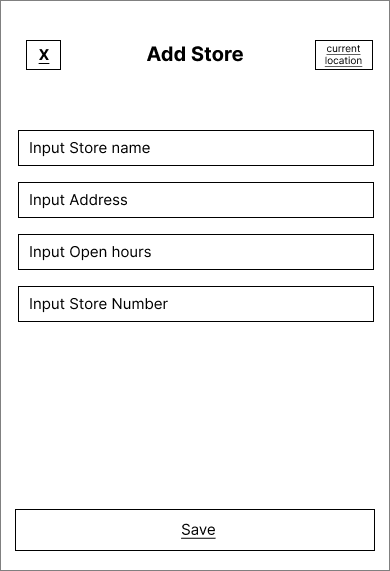 X
Add Store
current
location
Input Store name
Input Address
Input Open hours
Input Store Number
Save